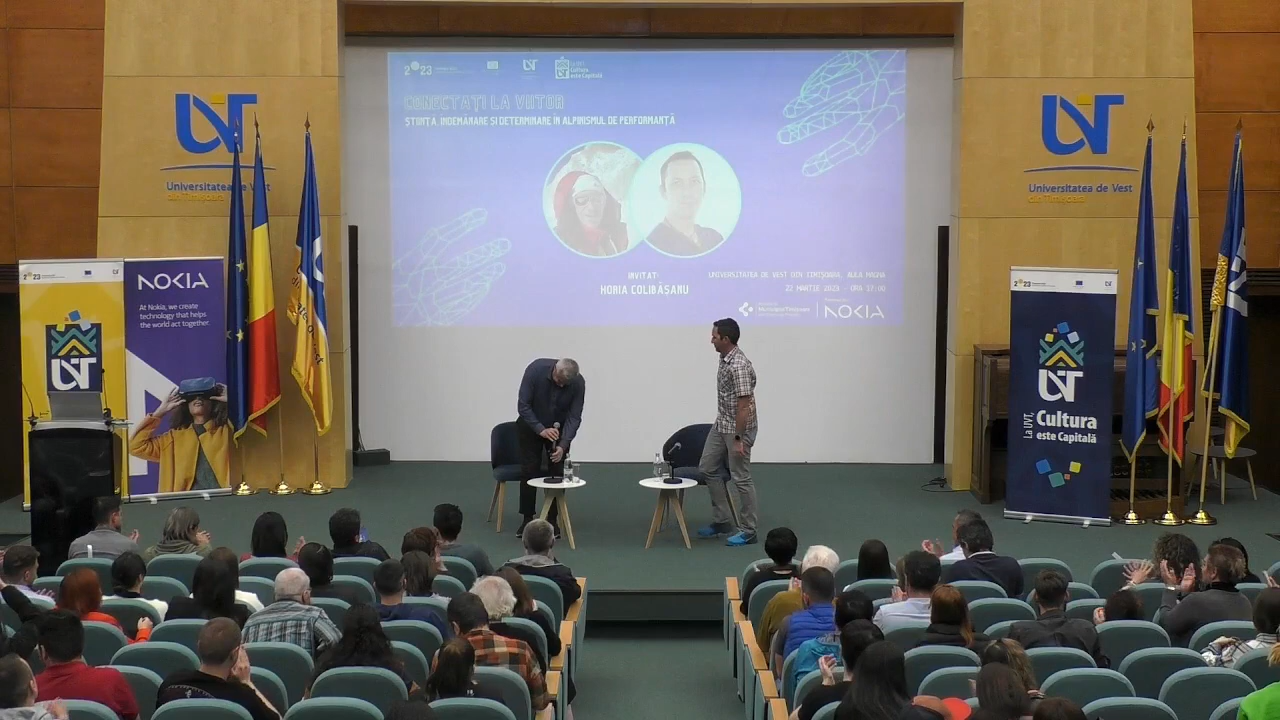 2023
UVT
UVT
Cultura
este Capitală
CONECTAȚI LA VIITOR
ȘTIINȚĂ, ÎNDEMÂNARE ȘI DETERMINARE ÎN ALPINISMUL DE PERFORMANȚĂ
INVITAT:
HORIA COLIBĂȘANU
UNIVERSITATEA DE VEST DIN TIMIȘOARA, AULA MAGNA
22 MARTIE 2023 - ORA 17:00
NOKIA
UVT
Universitatea de Vest
din Timișoara
UVT
Universitatea de Vest
din Timișoara
2023
UVT
NOKIA
At Nokia, we create
technology that helps
the world act together.
2023
UVT
La UVT,
Cultura
este Capitală